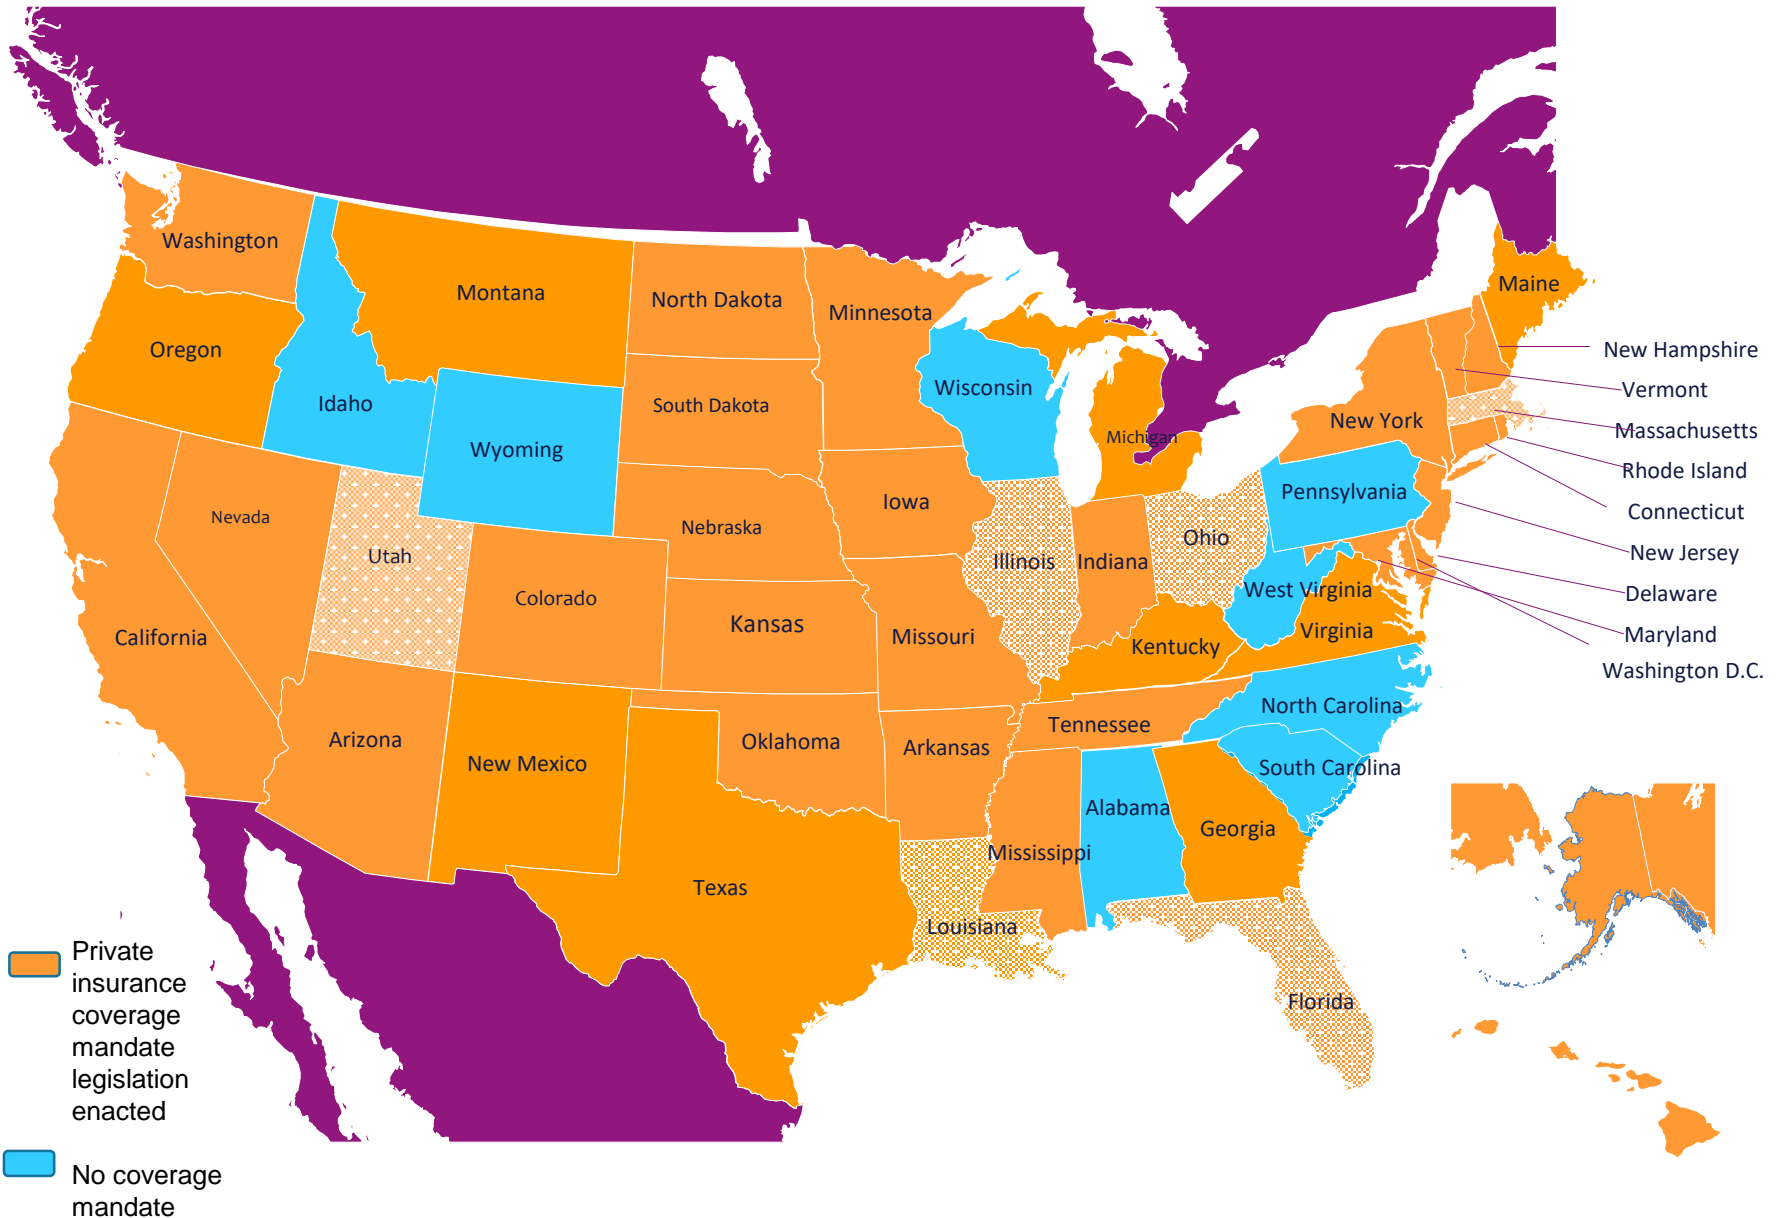 Washington
Montana
North Dakota
Minnesota
Maine
Oregon
Idaho
Wyoming
South Dakota
Wisconsin
Michigan
New York
New Hampshire
Vermont
Massachusetts
Rhode Island
Connecticut
New Jersey
Delaware
Maryland
Washington D.C.
Pennsylvania
Nevada
Utah
Nebraska
Iowa
Illinois
Indiana
Ohio
California
Colorado
Kansas
Missouri
Kentucky
West Virginia
Virginia
Arizona
New Mexico
Oklahoma
Arkansas
Tennessee
North Carolina
South Carolina
Texas
Louisiana
Mississippi
Alabama
Georgia
Florida
Private
insurance
coverage
mandate
legislation
enacted
No coverage
mandate